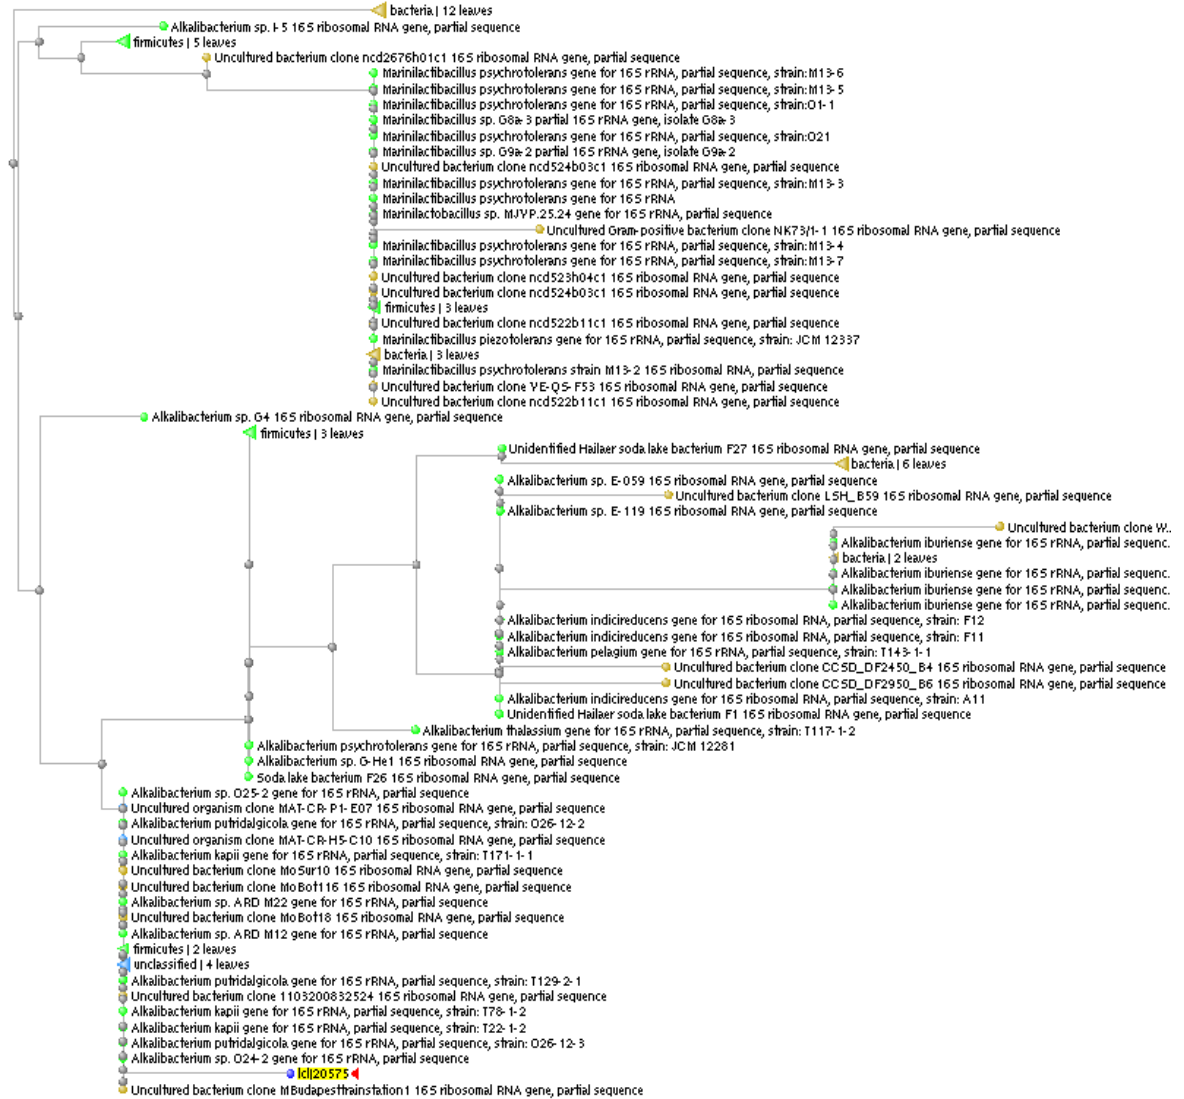 bacteria | 12 leaves
Alkalibacterium sp. I-5 16S ribosomal RNA gene, partial sequence
firmicutes | 5 leaves
Uncultured bacterium clone ncd2676h01c1 16S ribosomal RNA gene, partial sequence
Marinilactibacillus psychrotolerans gene for 16S rRNA, partial sequence, strain:M13-6
Marinilactibacillus psychrotolerans gene for 16S rRNA, partial sequence, strain:M13-5
Marinilactibacillus psychrotolerans gene for 16S rRNA, partial sequence, strain:O1-1
Marinilactibacillus sp. G8a-3 partial 16S rRNA gene, isolate G8a-3
Marinilactibacillus psychrotolerans gene for 16S rRNA, partial sequence, strain:O21
Marinilactibacillus sp. G9a-2 partial 16S rRNA gene, isolate G9a-2
Uncultured bacterium clone ncd524b03c1 16S ribosomal RNA gene, partial sequence
Marinilactibacillus psychrotolerans gene for 16S rRNA, partial sequence, strain:M13-3
Marinilactibacillus psychrotolerans gene for 16S rRNA
Marinilactobacillus sp. MJYP.25.24 gene for 16S rRNA, partial sequence
Uncultured Gram-positive bacterium clone NK73/1-1 16S ribosomal RNA gene, partial sequence
Marinilactibacillus psychrotolerans gene for 16S rRNA, partial sequence, strain:M13-4
Marinilactibacillus psychrotolerans gene for 16S rRNA, partial sequence, strain:M13-7
Uncultured bacterium clone ncd523h04c1 16S ribosomal RNA gene, partial sequence
Uncultured bacterium clone ncd524b03c1 16S ribosomal RNA gene, partial sequence
firmicutes | 3 leaves
Uncultured bacterium clone ncd522b11c1 16S ribosomal RNA gene, partial sequence
Marinilactibacillus piezotolerans gene for 16S rRNA, partial sequence, strain: JCM 12337
bacteria | 3 leaves
Marinilactibacillus psychrotolerans strain M13-2 16S ribosomal RNA, partial sequence
Uncultured bacterium clone VE-QS-F53 16S ribosomal RNA gene, partial sequence
Uncultured bacterium clone ncd522b11c1 16S ribosomal RNA gene, partial sequence
Alkalibacterium sp. G4 16S ribosomal RNA gene, partial sequence
firmicutes | 3 leaves
Unidentified Hailaer soda lake bacterium F27 16S ribosomal RNA gene, partial sequence
bacteria | 6 leaves
Alkalibacterium sp. E-059 16S ribosomal RNA gene, partial sequence
Uncultured bacterium clone LSH_B59 16S ribosomal RNA gene, partial sequence
Alkalibacterium sp. E-119 16S ribosomal RNA gene, partial sequence
Uncultured bacterium clone W..
Alkalibacterium iburiense gene for 16S rRNA, partial sequenc.
bacteria | 2 leaves
Alkalibacterium iburiense gene for 16S rRNA, partial sequenc.
Alkalibacterium iburiense gene for 16S rRNA, partial sequenc.
Alkalibacterium iburiense gene for 16S rRNA, partial sequenc.
Alkalibacterium indicireducens gene for 16S ribosomal RNA, partial sequence, strain: F12
Alkalibacterium indicireducens gene for 16S ribosomal RNA, partial sequence, strain: F11
Alkalibacterium pelagium gene for 16S rRNA, partial sequence, strain: T143-1-1
Uncultured bacterium clone CCSD_DF2450_B4 16S ribosomal RNA gene, partial sequence
Uncultured bacterium clone CCSD_DF2950_B6 16S ribosomal RNA gene, partial sequence
Alkalibacterium indicireducens gene for 16S ribosomal RNA, partial sequence, strain: A11
Unidentified Hailaer soda lake bacterium F1 16S ribosomal RNA gene, partial sequence
Alkalibacterium thalassium gene for 16S rRNA, partial sequence, strain: T117-1-2
Alkalibacterium psychrotolerans gene for 16S rRNA, partial sequence, strain: JCM 12281
Alkalibacterium sp. G-He1 16S ribosomal RNA gene, partial sequence
Soda lake bacterium F26 16S ribosomal RNA gene, partial sequence
Alkalibacterium sp. O25-2 gene for 16S rRNA, partial sequence
Uncultured organism clone MAT-CR-P1-E07 16S ribosomal RNA gene, partial sequence
Alkalibacterium putridalgicola gene for 16S rRNA, partial sequence, strain: O26-12-2
Uncultured organism clone MAT-CR-H5-C10 16S ribosomal RNA gene, partial sequence
Alkalibacterium kapii gene for 16S rRNA, partial sequence, strain: T171-1-1
Uncultured bacterium clone MoSur10 16S ribosomal RNA gene, partial sequence
Uncultured bacterium clone MoBot116 16S ribosomal RNA gene, partial sequence
Alkalibacterium sp. ARD M22 gene for 16S rRNA, partial sequence
Uncultured bacterium clone MoBot18 16S ribosomal RNA gene, partial sequence
Alkalibacterium sp. ARD M12 gene for 16S rRNA, partial sequence
firmicutes | 2 leaves
unclassified | 4 leaves
Alkalibacterium putridalgicola gene for 16S rRNA, partial sequence, strain: T129-2-1
Uncultured bacterium clone 1103200832524 16S ribosomal RNA gene, partial sequence
Alkalibacterium kapii gene for 16S rRNA, partial sequence, strain: T78-1-2
Alkalibacterium kapii gene for 16S rRNA, partial sequence, strain: T22-1-2
Alkalibacterium putridalgicola gene for 16S rRNA, partial sequence, strain: O26-12-3
Alkalibacterium sp. O24-2 gene for 16S rRNA, partial sequence
lcl|20575
Uncultured bacterium clone MBudapesttrainstation1 16S ribosomal RNA gene, partial sequence